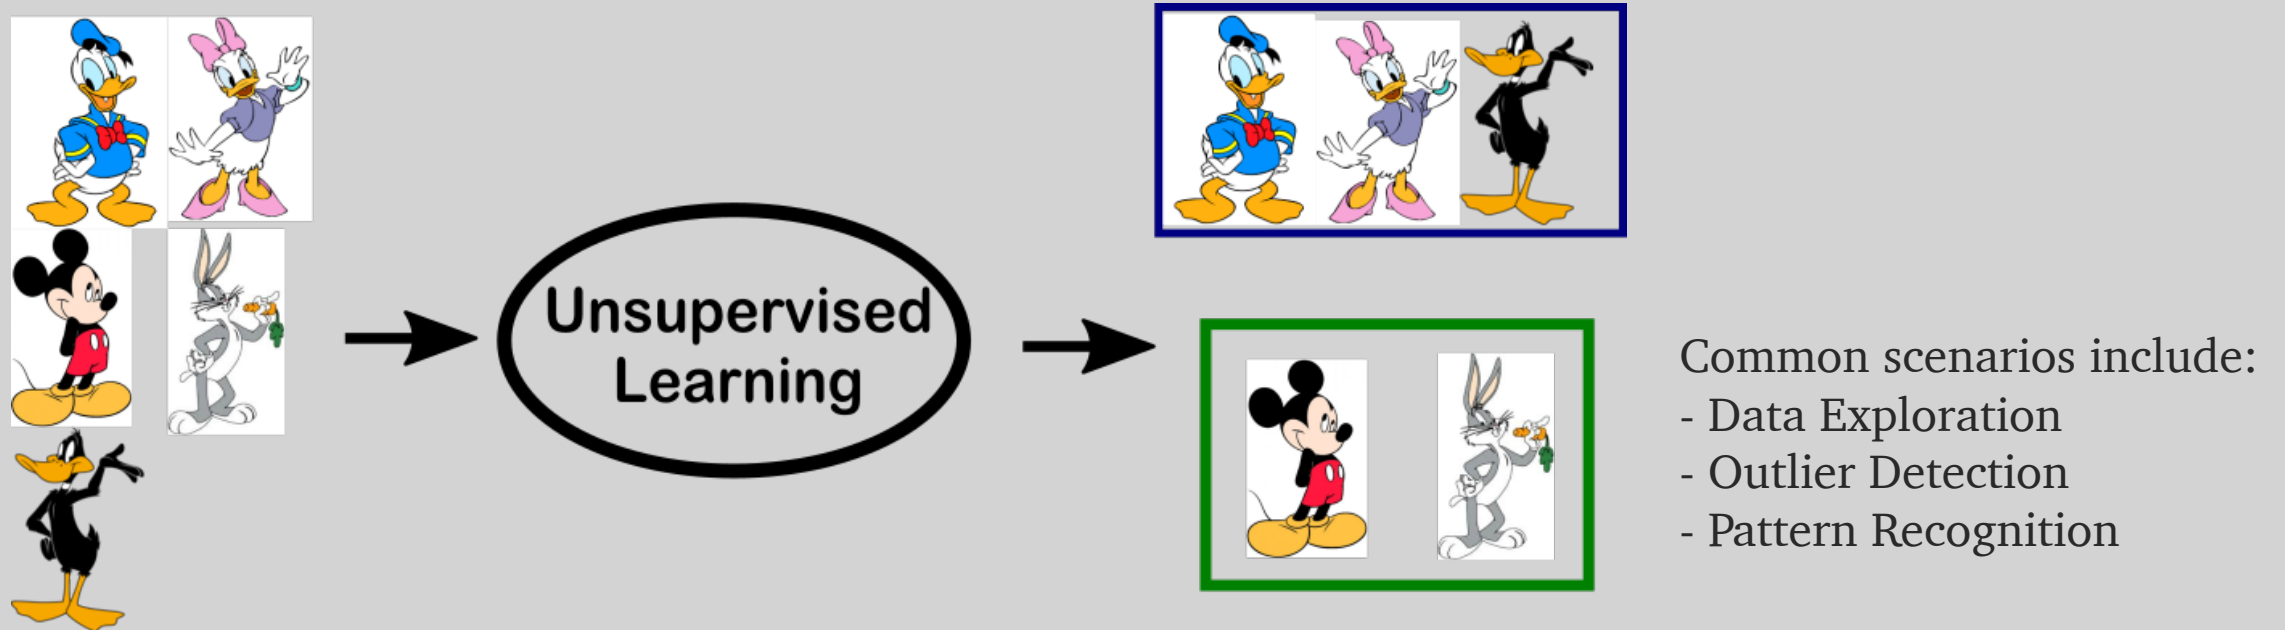 Unsupervised
Learning
Common scenarios include:
- Data Exploration
- Outlier Detection
- Pattern Recognition